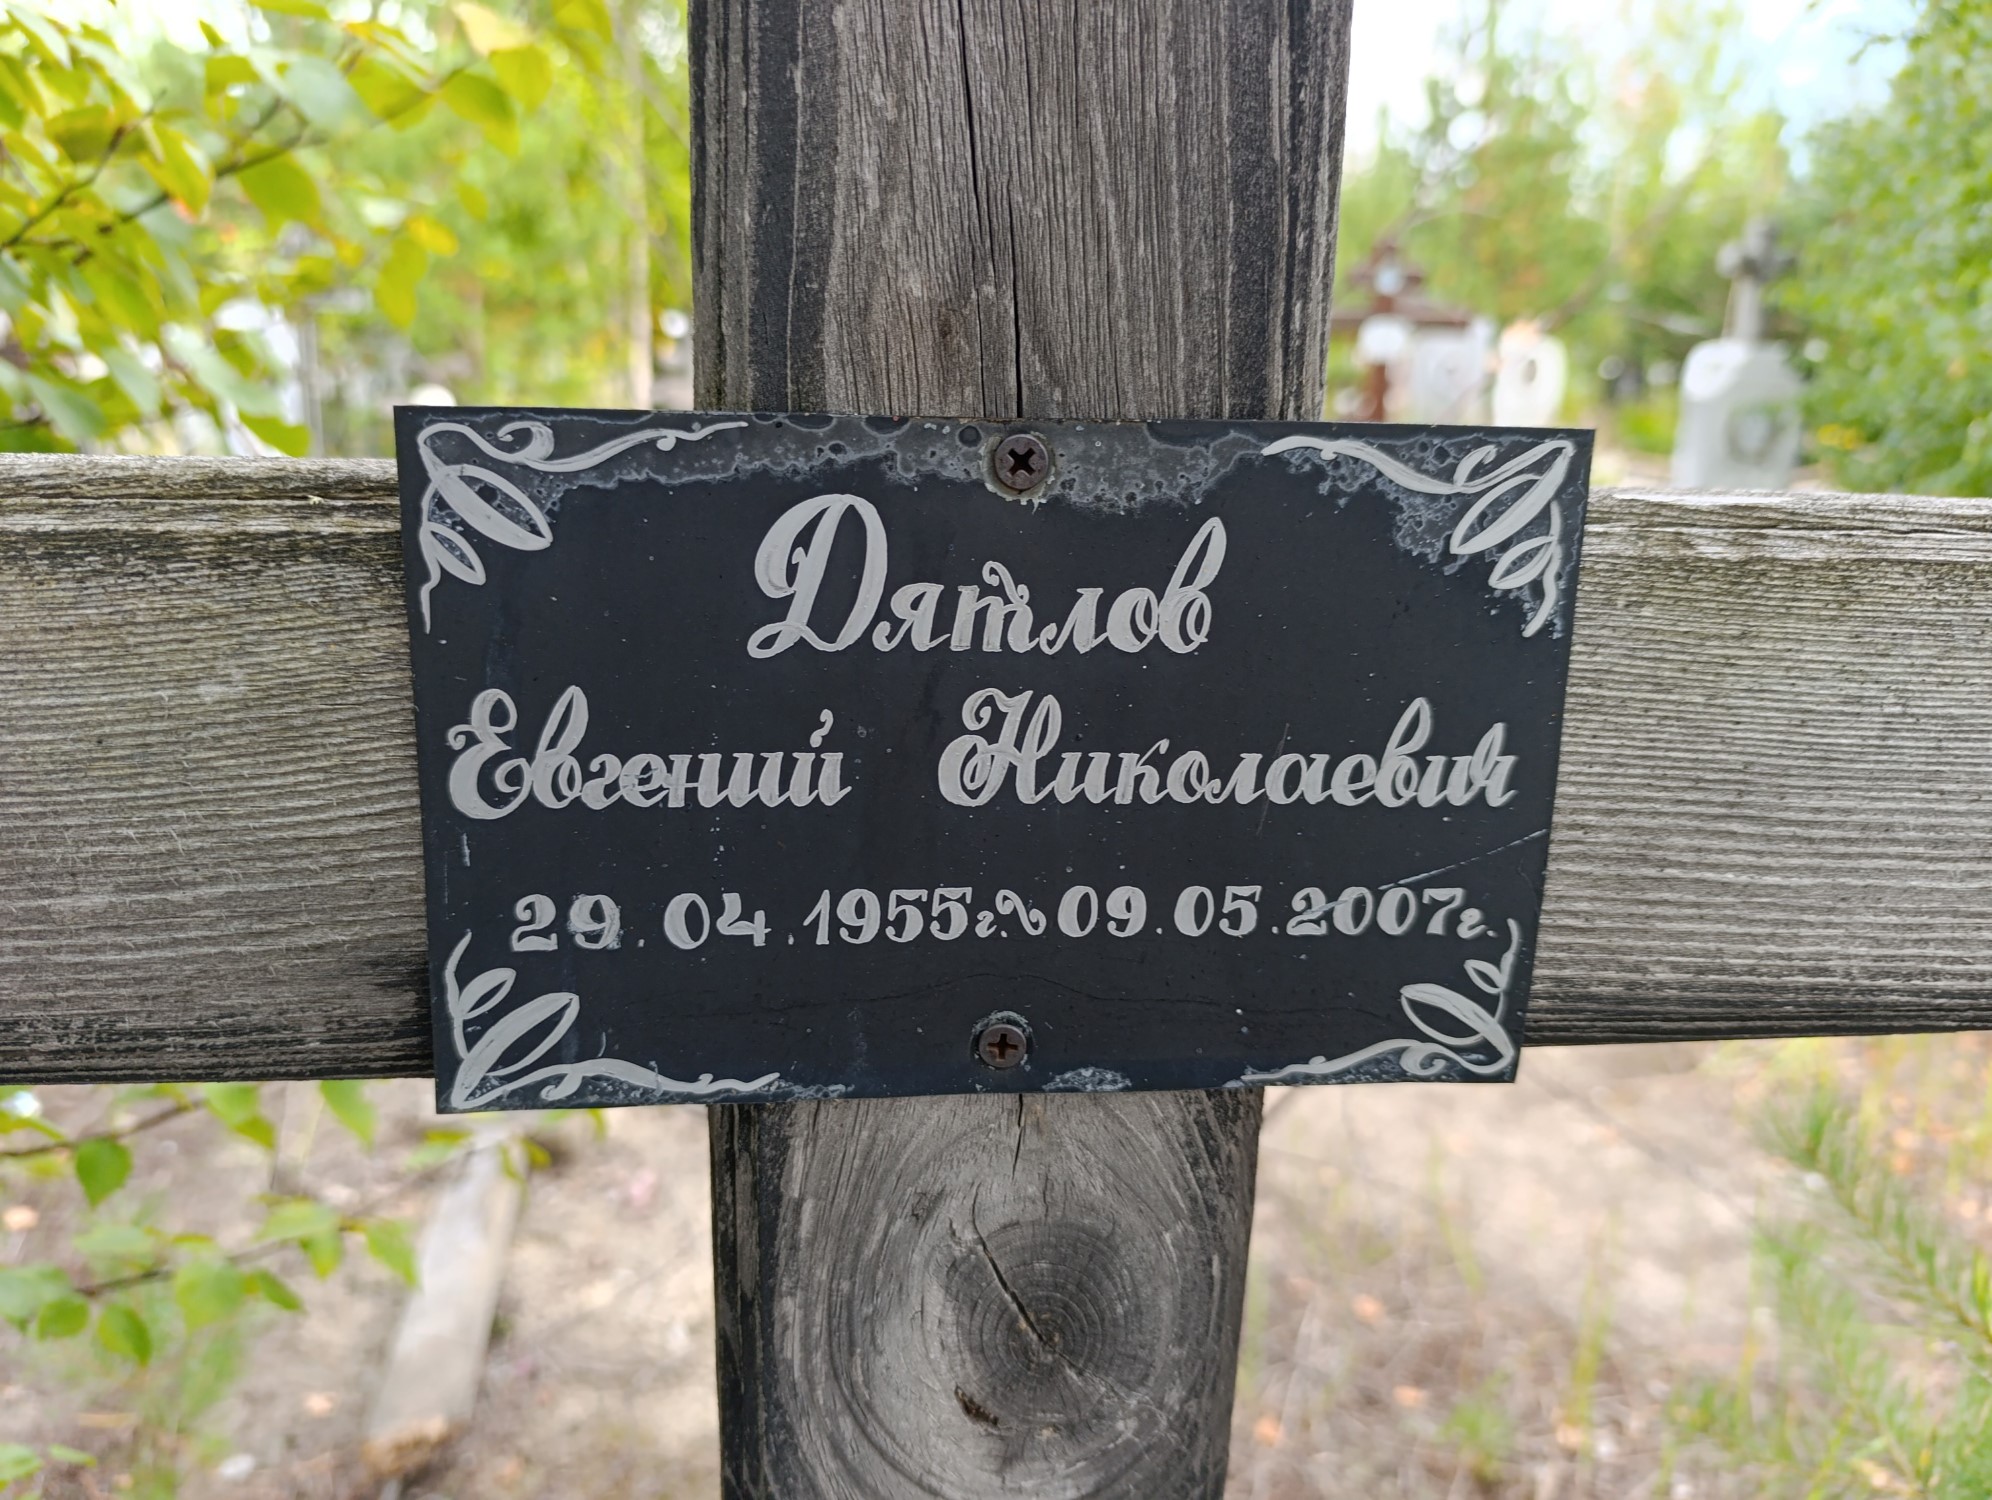 Дятлов
Евгений Николаевич
29.04.1955г. ~ 09.05.2007г.